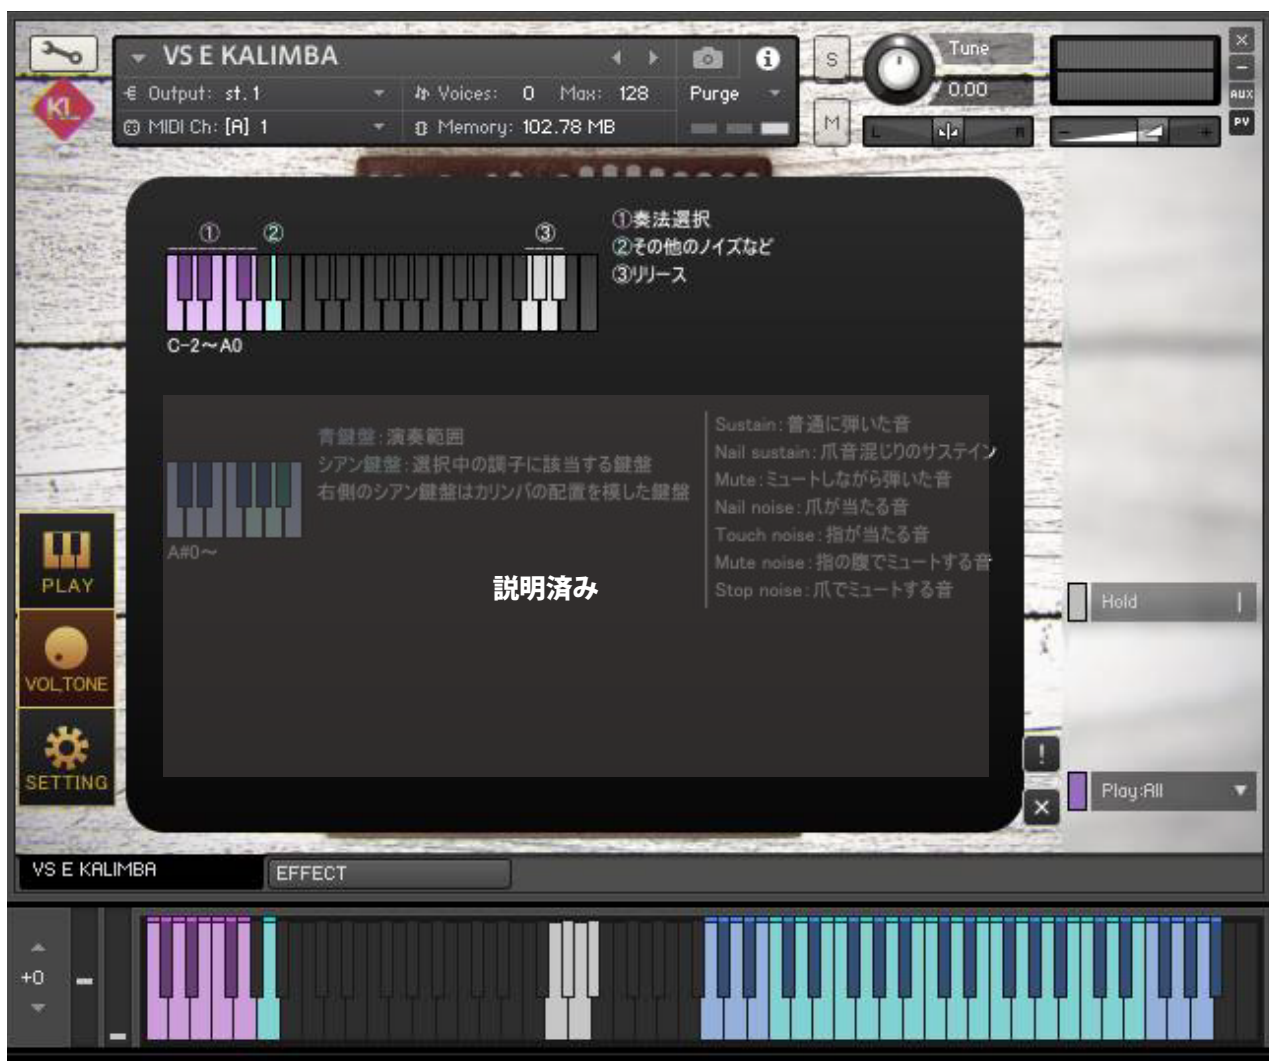 VS E KALIMBA
Output: st. 1
Voices: 0 Max: 128
Purge
MIDI Ch: [A] 1
Memory: 102.78 MB
KL
S
M
Tune
0.00
L
R
AUX
PV
① ② ③
C-2～A0
①奏法選択
②その他のノイズなど
③リリース
青鍵盤:演奏範囲
シアン鍵盤:選択中の調子に該当する鍵盤
右側のシアン鍵盤はカリンバの配置を模した鍵盤
A#0～
Sustain:普通に弾いた音
Nail sustain:爪音混じりのサステイン
Mute:ミュートしながら弾いた音
Nail noise:爪が当たる音
Touch noise:指が当たる音
Mute noise:指の腹でミュートする音
Stop noise:爪でミュートする音
説明済み
PLAY
VOL,TONE
SETTING
Hold
!
×
Play:All
VS E KALIMBA
EFFECT
+0